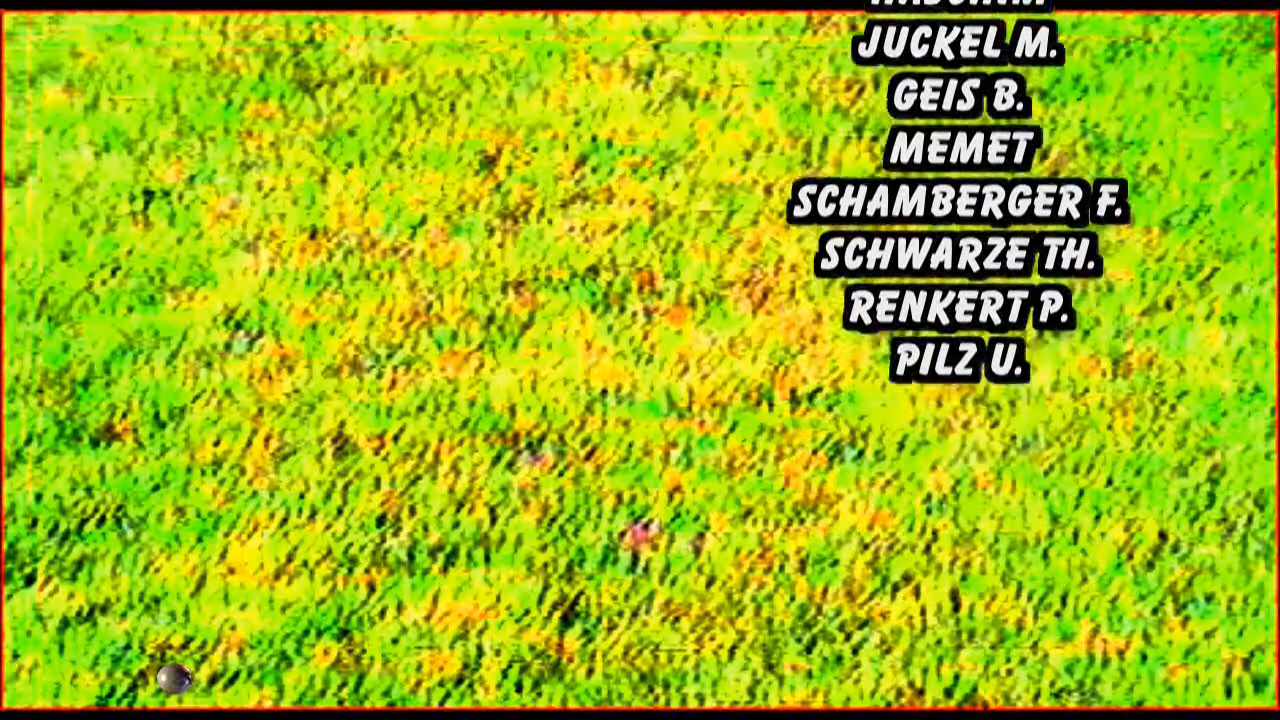 JUCKEL M.
GEIS B.
MEMET
SCHAMBERGER F.
SCHWARZE TH.
RENKERT P.
PILZ U.